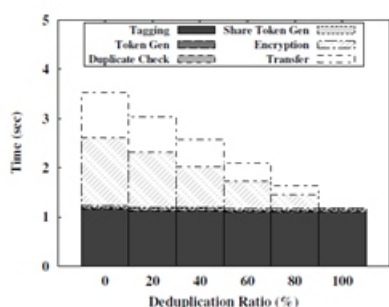 5
Tagging
Share Token Gen
Token Gen
Encryption
Duplicate Check
Transfer
4
3
2
1
0
Time (sec)
0 20 40 60 80 100
Deduplication Ratio (%)